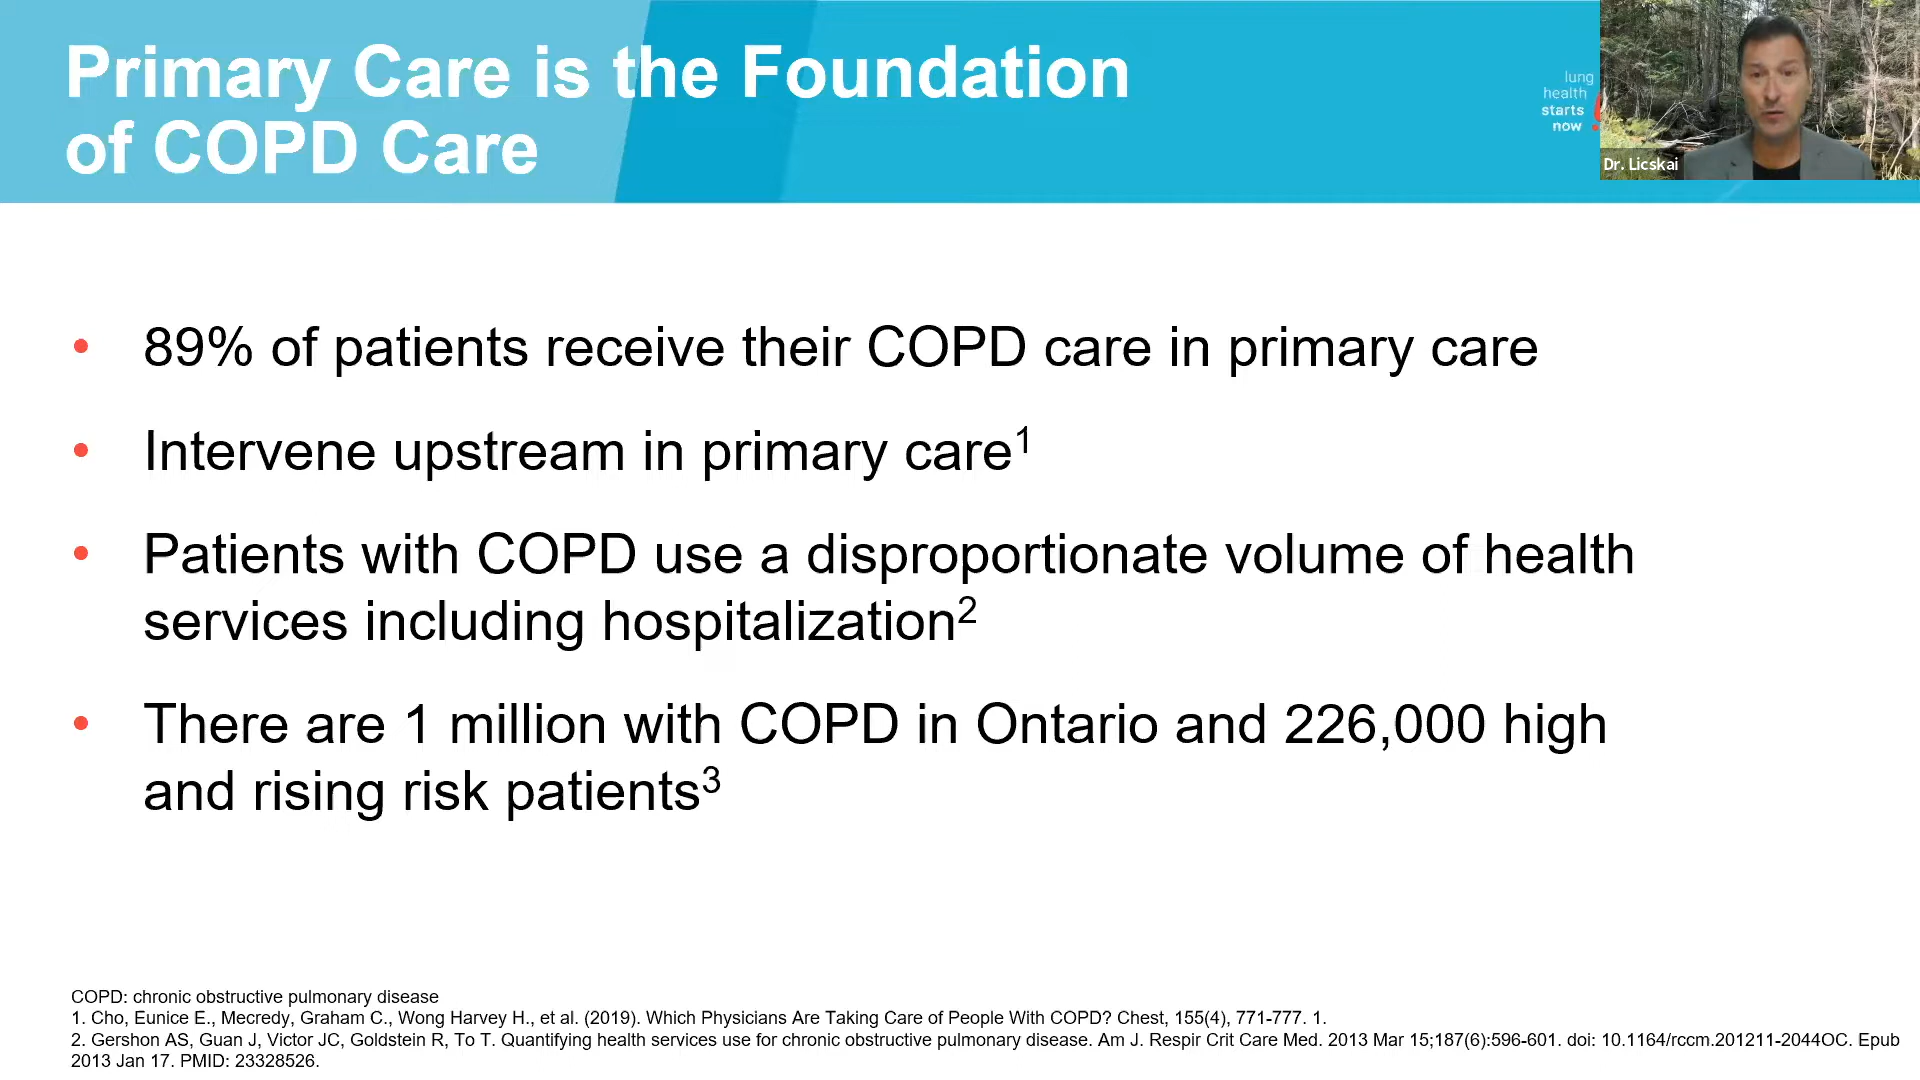 Primary Care is the Foundation
of COPD Care
lung
health
starts
now
Dr. Licskai
• 89% of patients receive their COPD care in primary care
• Intervene upstream in primary care¹
• Patients with COPD use a disproportionate volume of health
services including hospitalization²
• There are 1 million with COPD in Ontario and 226,000 high
and rising risk patients³
COPD: chronic obstructive pulmonary disease
1. Cho, Eunice E., Mecredy, Graham C., Wong Harvey H., et al. (2019). Which Physicians Are Taking Care of People With COPD? Chest, 155(4), 771-777. 1.
2. Gershon AS, Guan J, Victor JC, Goldstein R, To T. Quantifying health services use for chronic obstructive pulmonary disease. Am J. Respir Crit Care Med. 2013 Mar 15;187(6):596-601. doi: 10.1164/rccm.201211-2044OC. Epub
2013 Jan 17. PMID: 23328526.